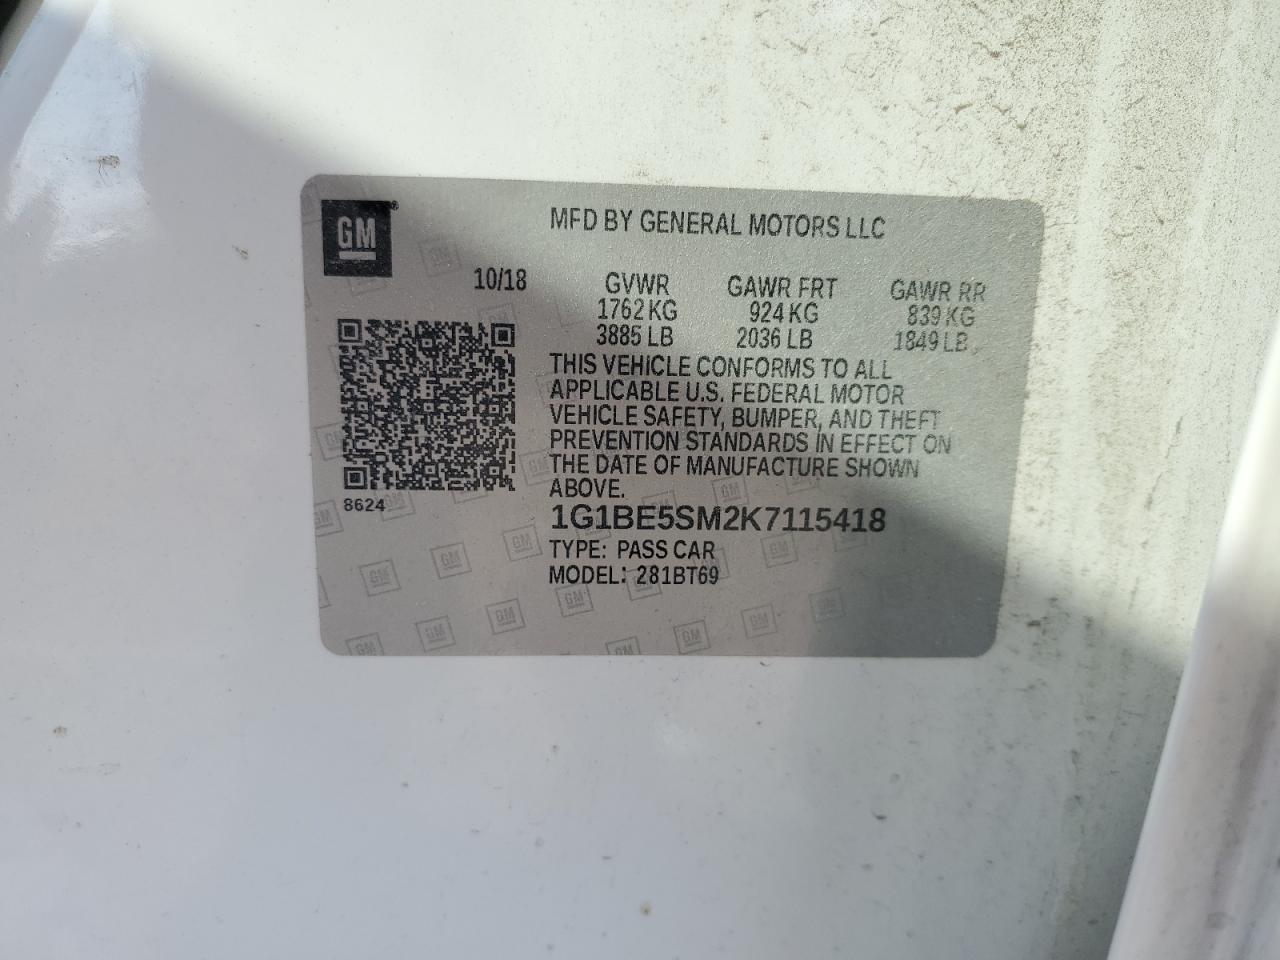 GM®
MFD BY GENERAL MOTORS LLC
10/18 GVWR GAWR FRT GAWR RR
1762 KG 924 KG 839 KG
3885 LB 2036 LB 1849 LB
THIS VEHICLE CONFORMS TO ALL
APPLICABLE U.S. FEDERAL MOTOR
VEHICLE SAFETY, BUMPER, AND THEFT
PREVENTION STANDARDS IN EFFECT ON
THE DATE OF MANUFACTURE SHOWN
ABOVE.
8624
1G1BE5SM2K7115418
TYPE: PASS CAR
MODEL: 281BT69